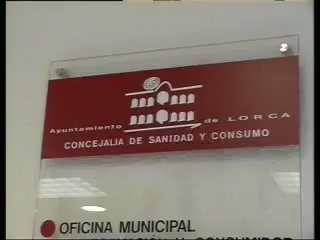 Ayuntamiento de LORCA
CONCEJALIA DE SANIDAD Y CONSUMO
OFICINA MUNICIPAL